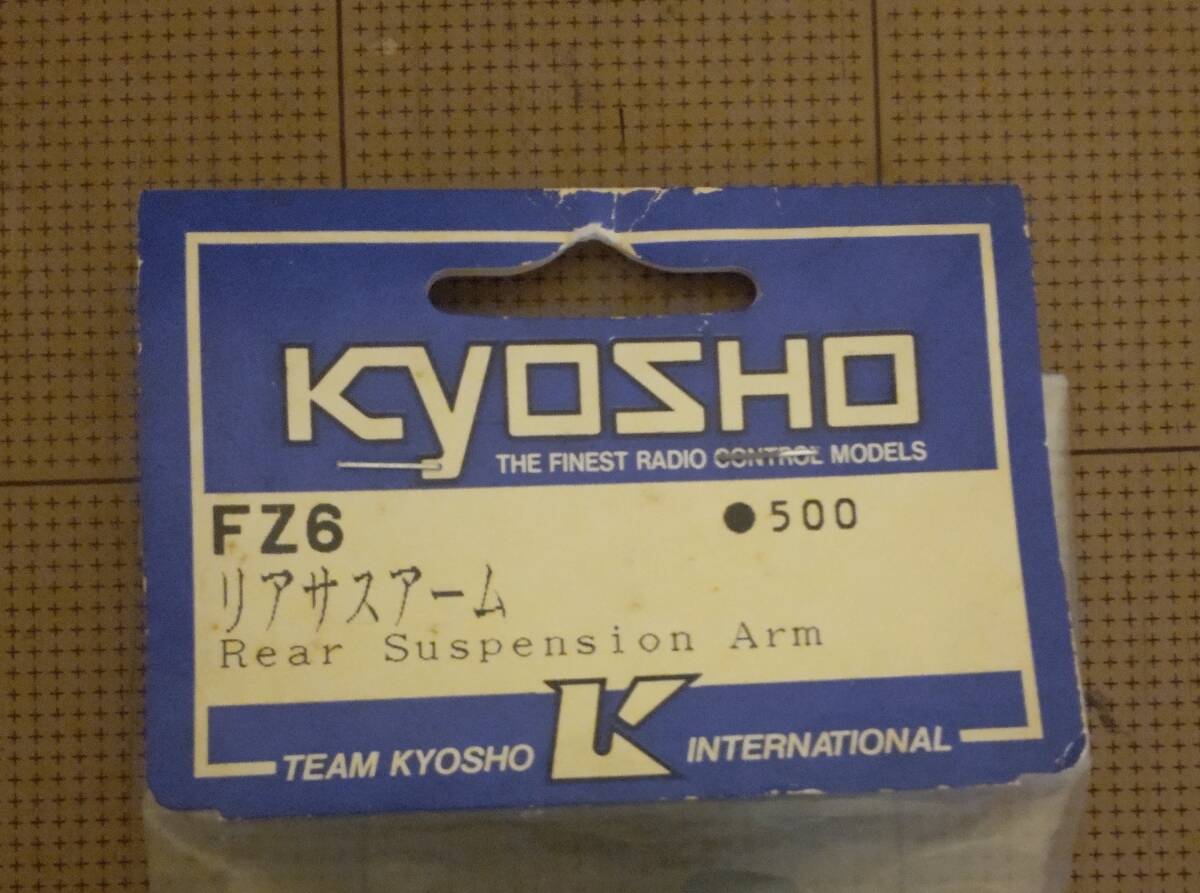 KYOSHO
THE FINEST RADIO CONTROL MODELS
FZ6 ●500
リアサスアーム
Rear Suspension Arm
TEAM KYOSHO K INTERNATIONAL